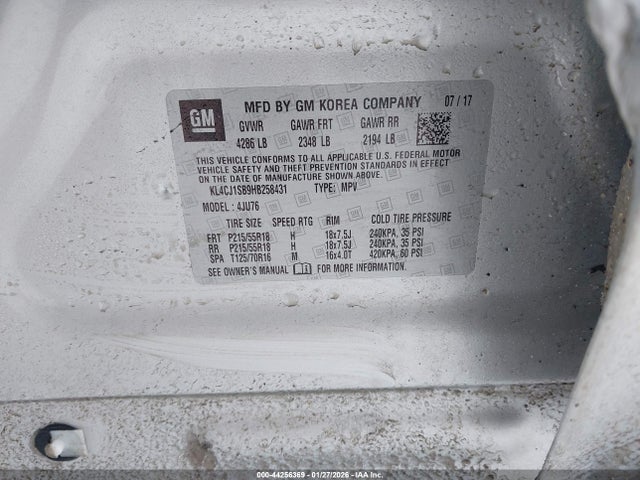 GM
MFD BY GM KOREA COMPANY 07 / 17
GVWR GAWR FRT GAWR RR
4286 LB 2348 LB 2194 LB
THIS VEHICLE CONFORMS TO ALL APPLICABLE U.S. FEDERAL MOTOR
VEHICLE SAFETY AND THEFT PREVENTION STANDARDS IN EFFECT
ON THE DATE OF MANUFACTURE SHOWN ABOVE.
KL4CJ1SB9HB258431 TYPE: MPV
MODEL : 4JU76
TIRE SIZE SPEED RTG RIM COLD TIRE PRESSURE
FRT P215/55R18 H 18x7.5J 240KPA, 35 PSI
RR P215/55R18 H 18x7.5J 240KPA, 35 PSI
SPA T125/70R16 M 16x4.0T 420KPA, 60 PSI
SEE OWNER'S MANUAL FOR MORE INFORMATION.
000-44256369 | 01/27/2026 | IAA Inc.